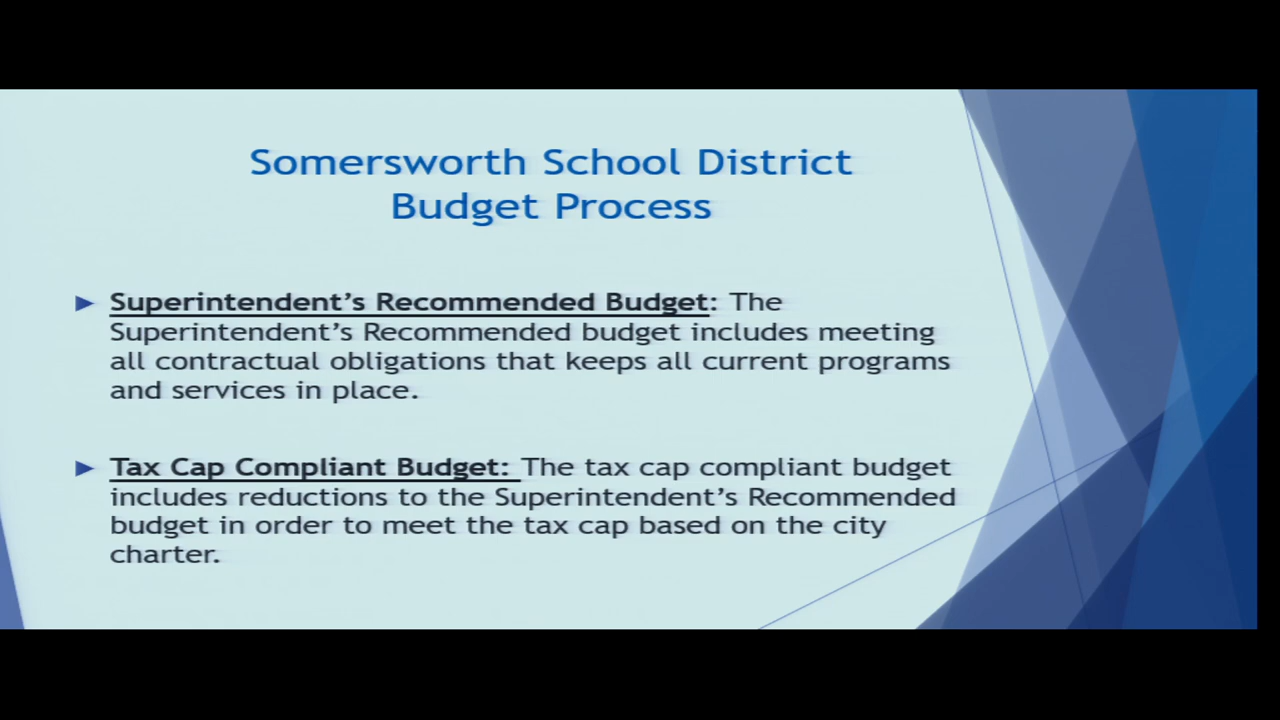 Somersworth School District
Budget Process
Superintendent's Recommended Budget: The
Superintendent's Recommended budget includes meeting
all contractual obligations that keeps all current programs
and services in place.
Tax Cap Compliant Budget: The tax cap compliant budget
includes reductions to the Superintendent's Recommended
budget in order to meet the tax cap based on the city
charter.